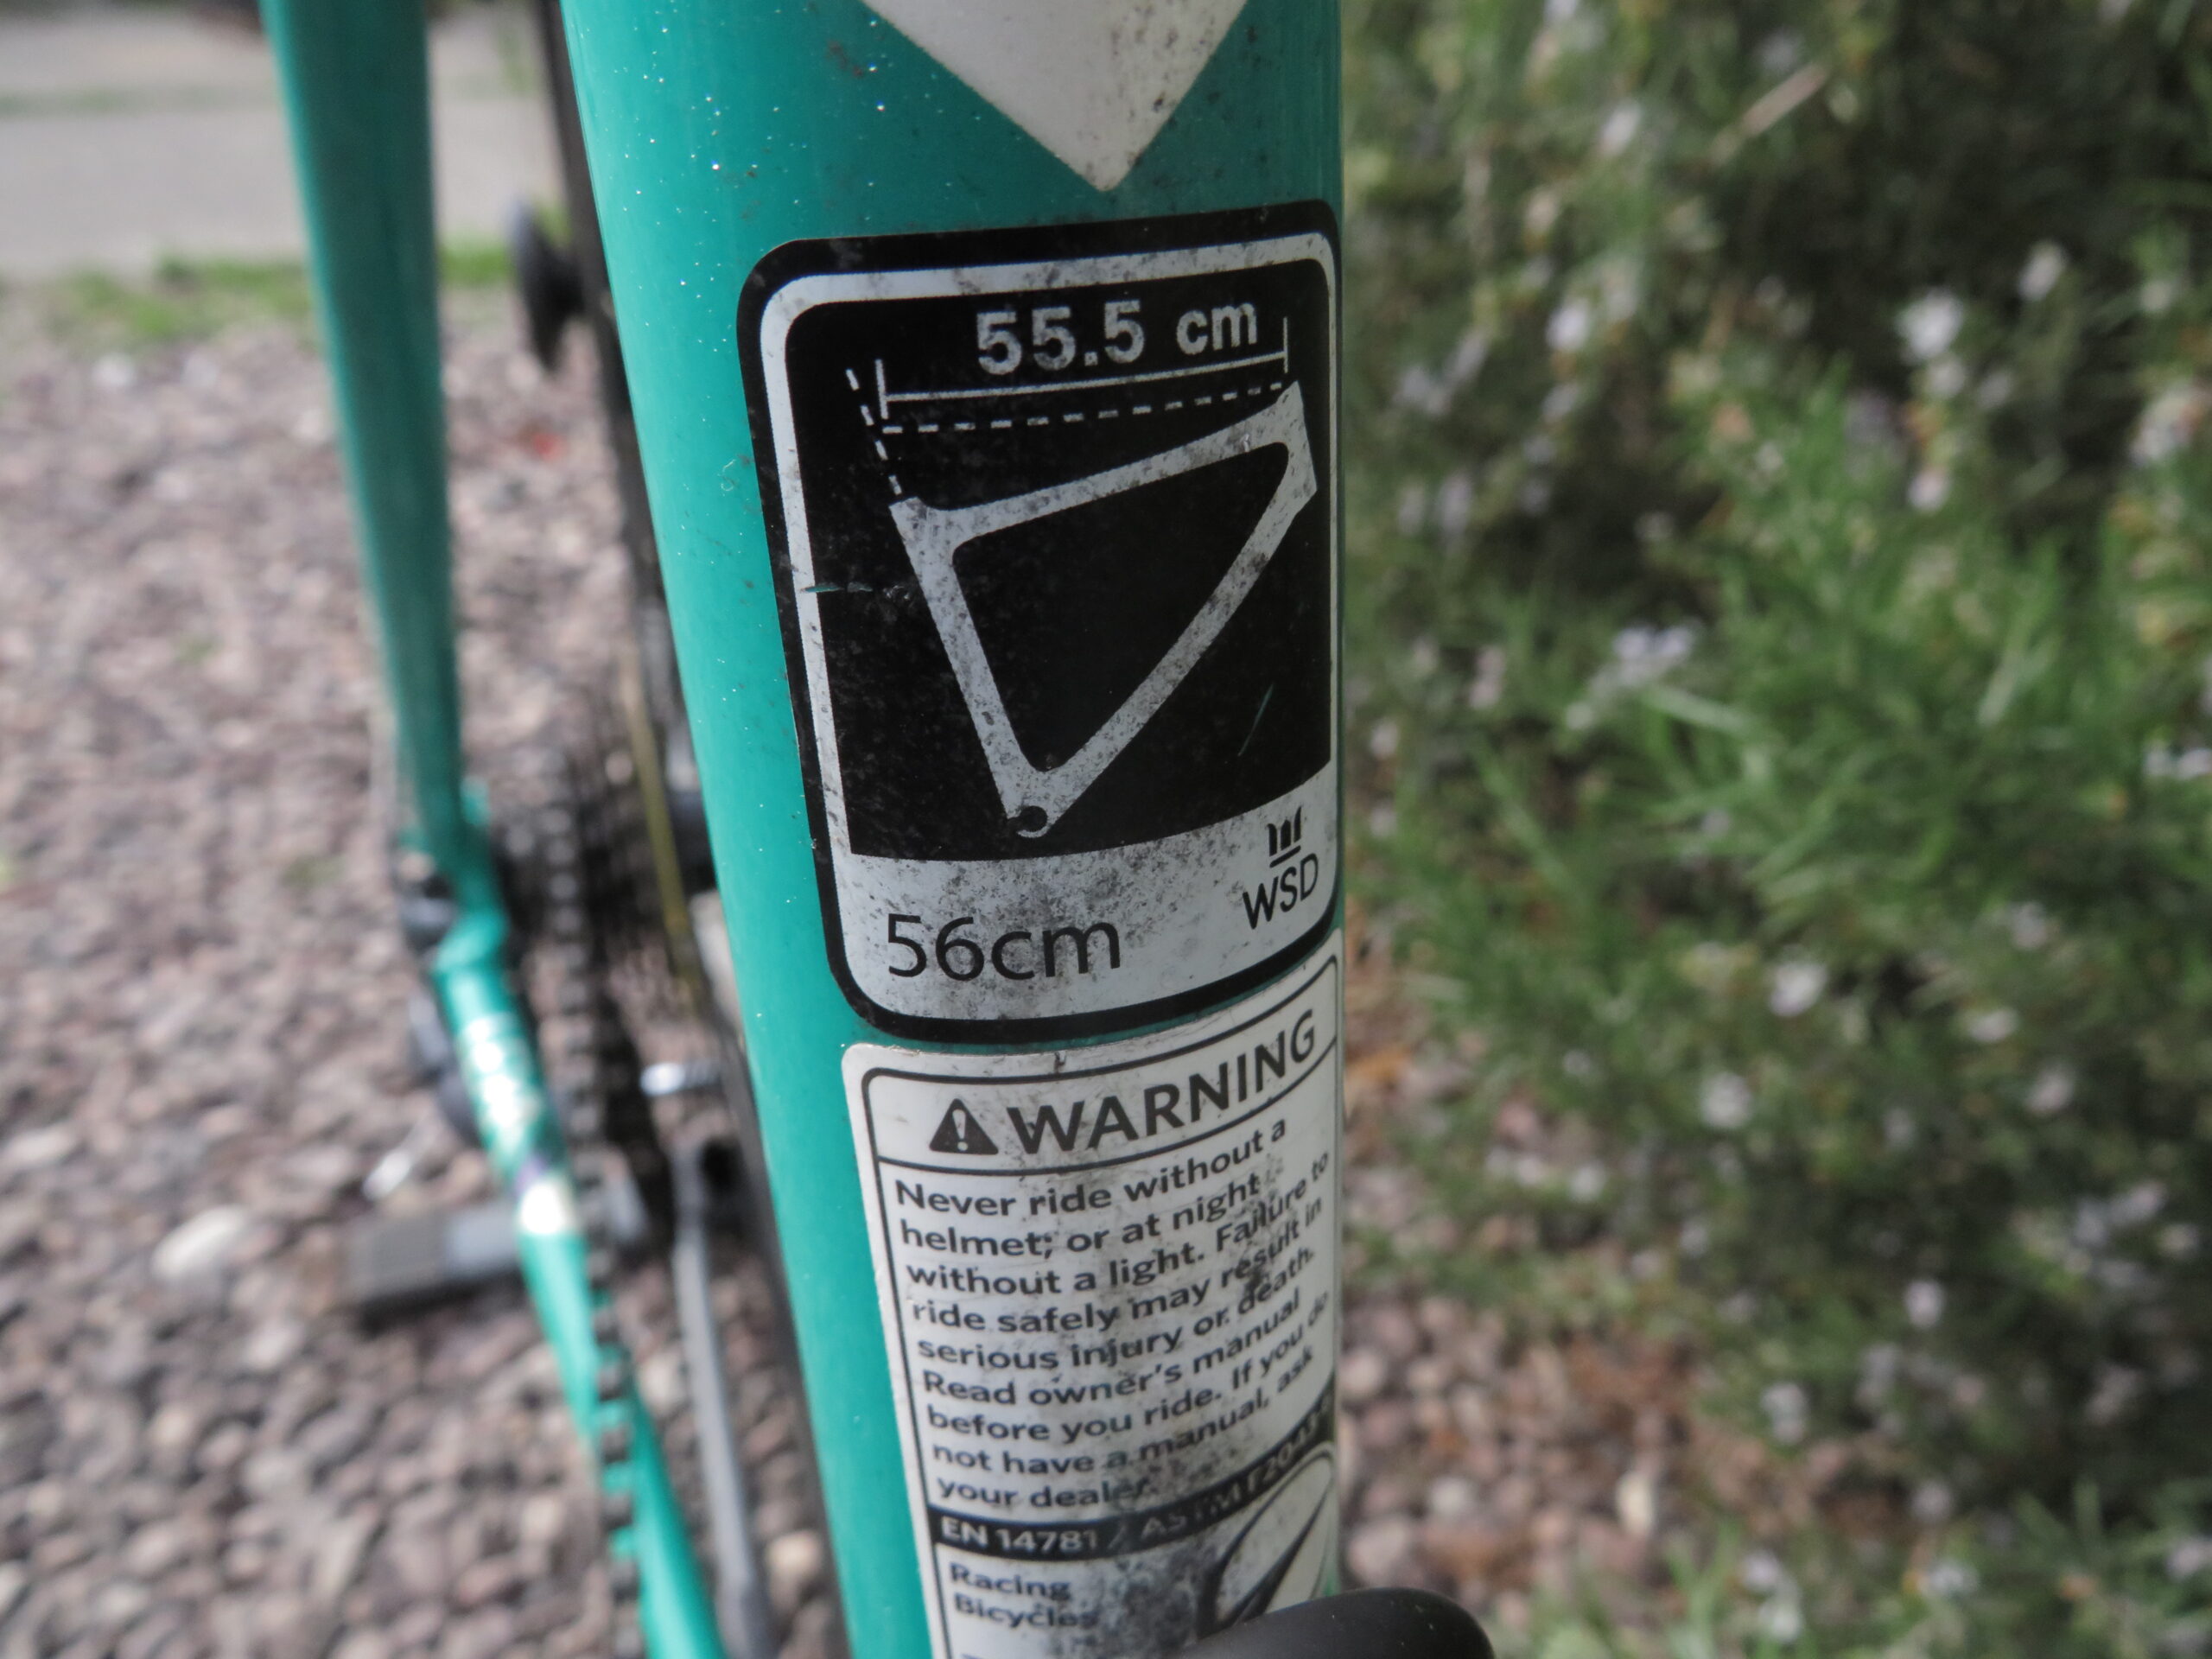 55.5 cm
WSD
56cm
WARNING
Never ride without a
helmet; or at night
without a light. Failure to
ride safely may result in
serious injury or death.
Read owner's manual
before you ride. If you do
not have a manual, ask
your dealer.
EN 14781 / ASTM
Racing
Bicycles